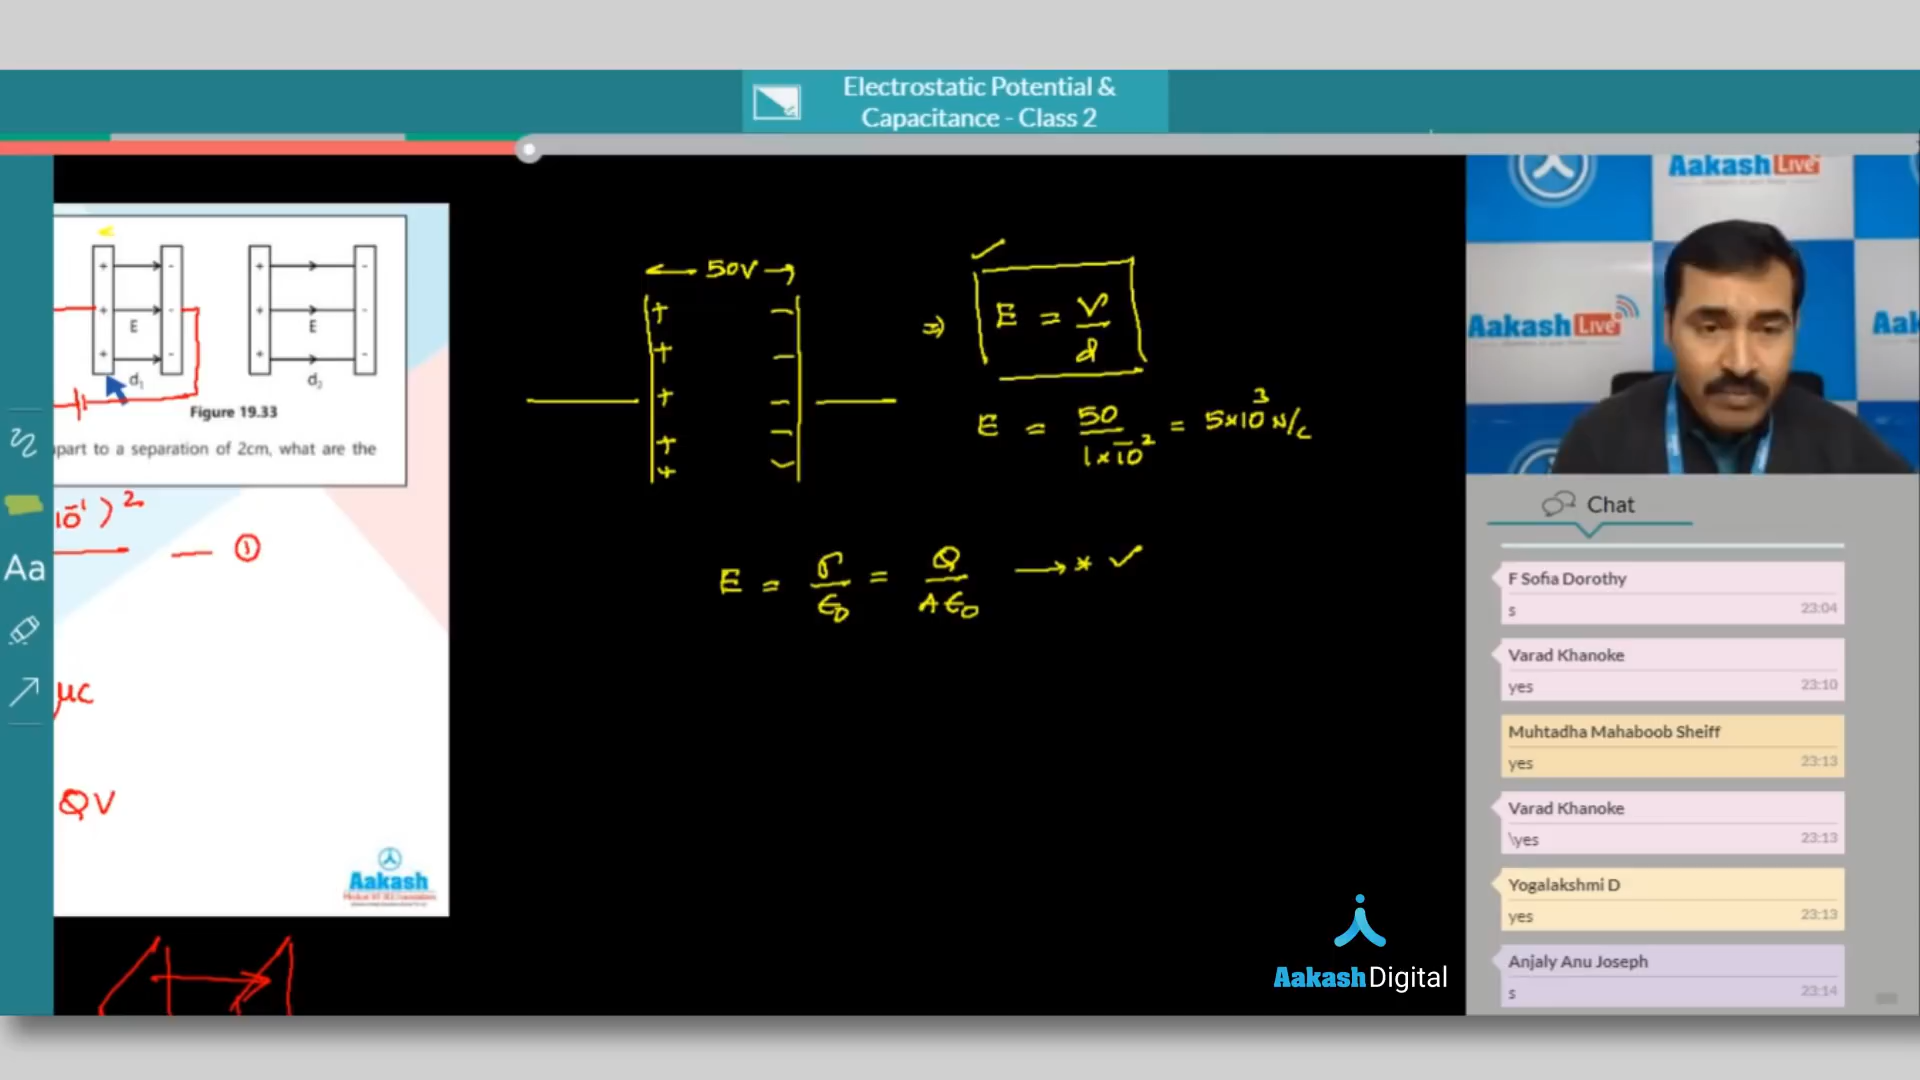 Electrostatic Potential &
Capacitance - Class 2
Aakash Live
Aakash Live
Aak
+ - + -
+ - + -
E E
+ - + -
d₁ d₂
Figure 19.33
apart to a separation of 2cm, what are the
10⁻¹)²
— ①
μC
QV
Aakash
← 50V →
+ -
+ -
+ -
+ -
+ -
⇒ E = V/d
E = 50/1×10⁻² = 5×10³ N/C
E = σ/ϵ₀ = Q/Aϵ₀ → * ✓
Aa
Aakash Digital
Chat
F Sofia Dorothy
s 23:04
Varad Khanoke
yes 23:10
Muhtadha Mahaboob Sheiff
yes 23:13
Varad Khanoke
\yes 23:13
Yogalakshmi D
yes 23:13
Anjaly Anu Joseph
s 23:14